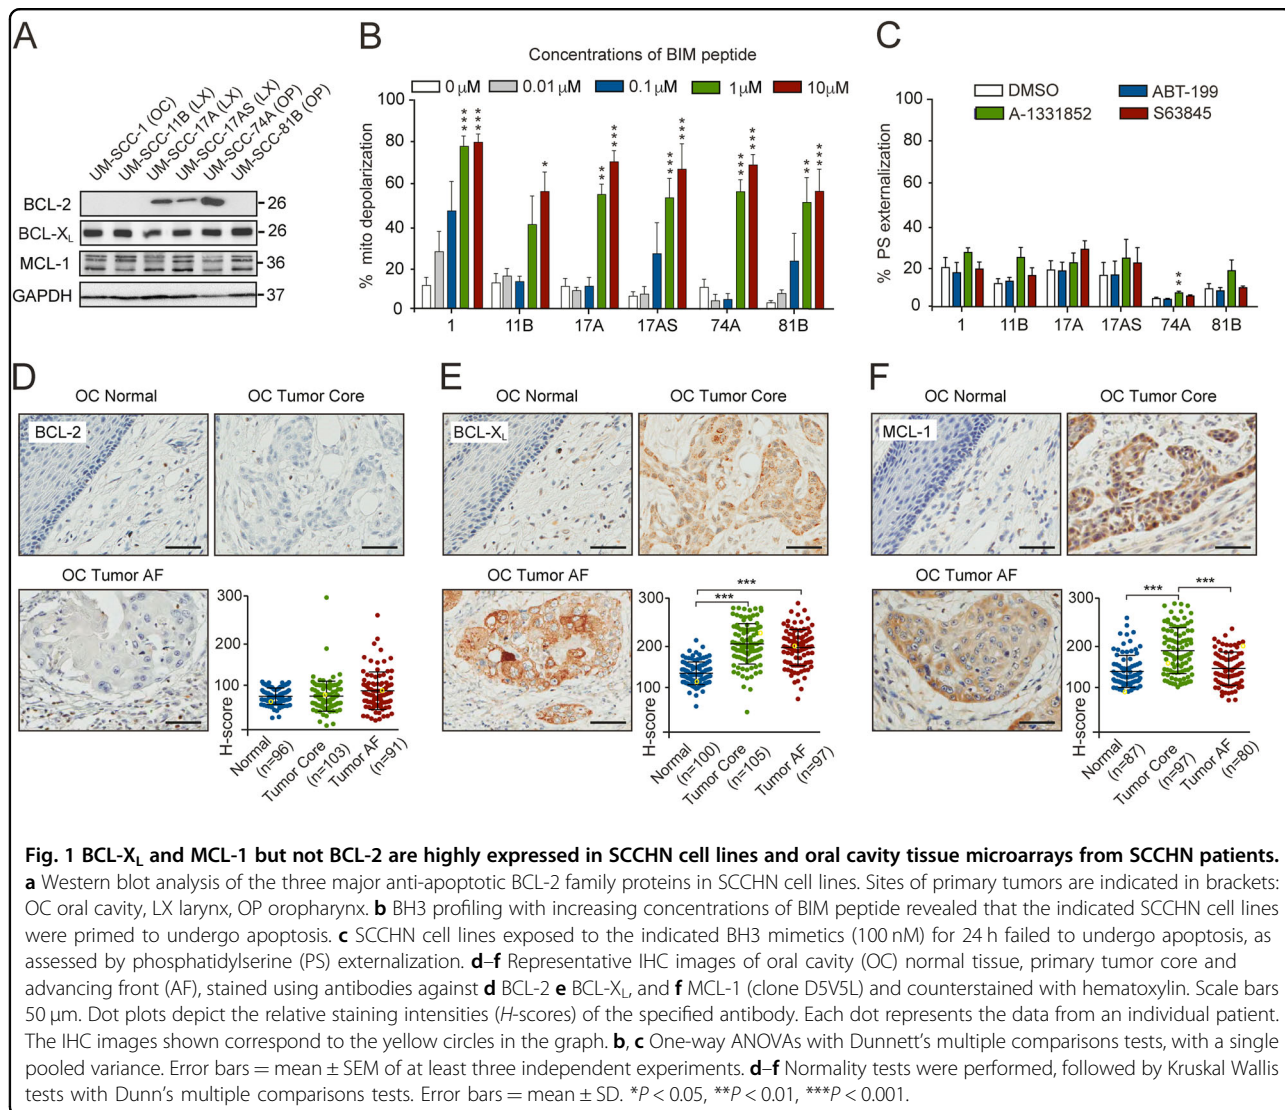 A
UM-SCC-1 (OC)
UM-SCC-11B (LX)
UM-SCC-17A (LX)
UM-SCC-17AS (LX)
UM-SCC-74A (OP)
UM-SCC-81B (OP)
BCL-2
26
BCL-XL
26
MCL-1
36
GAPDH
37
B
Concentrations of BIM peptide
0 μM 0.01 μM 0.1 μM 1 μM 10 μM
% mito depolarization
100
80
60
40
20
0
*** *** * ** *** *** *** *** *** ** ***
1 11B 17A 17AS 74A 81B
C
DMSO ABT-199
A-1331852 S63845
% PS externalization
100
80
60
40
20
0
**
1 11B 17A 17AS 74A 81B
D
OC Normal OC Tumor Core
BCL-2
OC Tumor AF
H-score
300
200
100
0
Normal (n=96)
Tumor Core (n=103)
Tumor AF (n=91)
E
OC Normal OC Tumor Core
BCL-XL
OC Tumor AF
***
***
H-score
300
200
100
0
Normal (n=100)
Tumor Core (n=105)
Tumor AF (n=97)
F
OC Normal OC Tumor Core
MCL-1
OC Tumor AF
*** ***
H-score
300
200
100
0
Normal (n=87)
Tumor Core (n=97)
Tumor AF (n=80)
Fig. 1 BCL-XL and MCL-1 but not BCL-2 are highly expressed in SCCHN cell lines and oral cavity tissue microarrays from SCCHN patients.
a Western blot analysis of the three major anti-apoptotic BCL-2 family proteins in SCCHN cell lines. Sites of primary tumors are indicated in brackets:
OC oral cavity, LX larynx, OP oropharynx. b BH3 profiling with increasing concentrations of BIM peptide revealed that the indicated SCCHN cell lines
were primed to undergo apoptosis. c SCCHN cell lines exposed to the indicated BH3 mimetics (100 nM) for 24 h failed to undergo apoptosis, as
assessed by phosphatidylserine (PS) externalization. d–f Representative IHC images of oral cavity (OC) normal tissue, primary tumor core and
advancing front (AF), stained using antibodies against d BCL-2 e BCL-XL, and f MCL-1 (clone D5V5L) and counterstained with hematoxylin. Scale bars
50 μm. Dot plots depict the relative staining intensities (H-scores) of the specified antibody. Each dot represents the data from an individual patient.
The IHC images shown correspond to the yellow circles in the graph. b, c One-way ANOVAs with Dunnett's multiple comparisons tests, with a single
pooled variance. Error bars = mean ± SEM of at least three independent experiments. d–f Normality tests were performed, followed by Kruskal Wallis
tests with Dunn's multiple comparisons tests. Error bars = mean ± SD. *P < 0.05, **P < 0.01, ***P < 0.001.